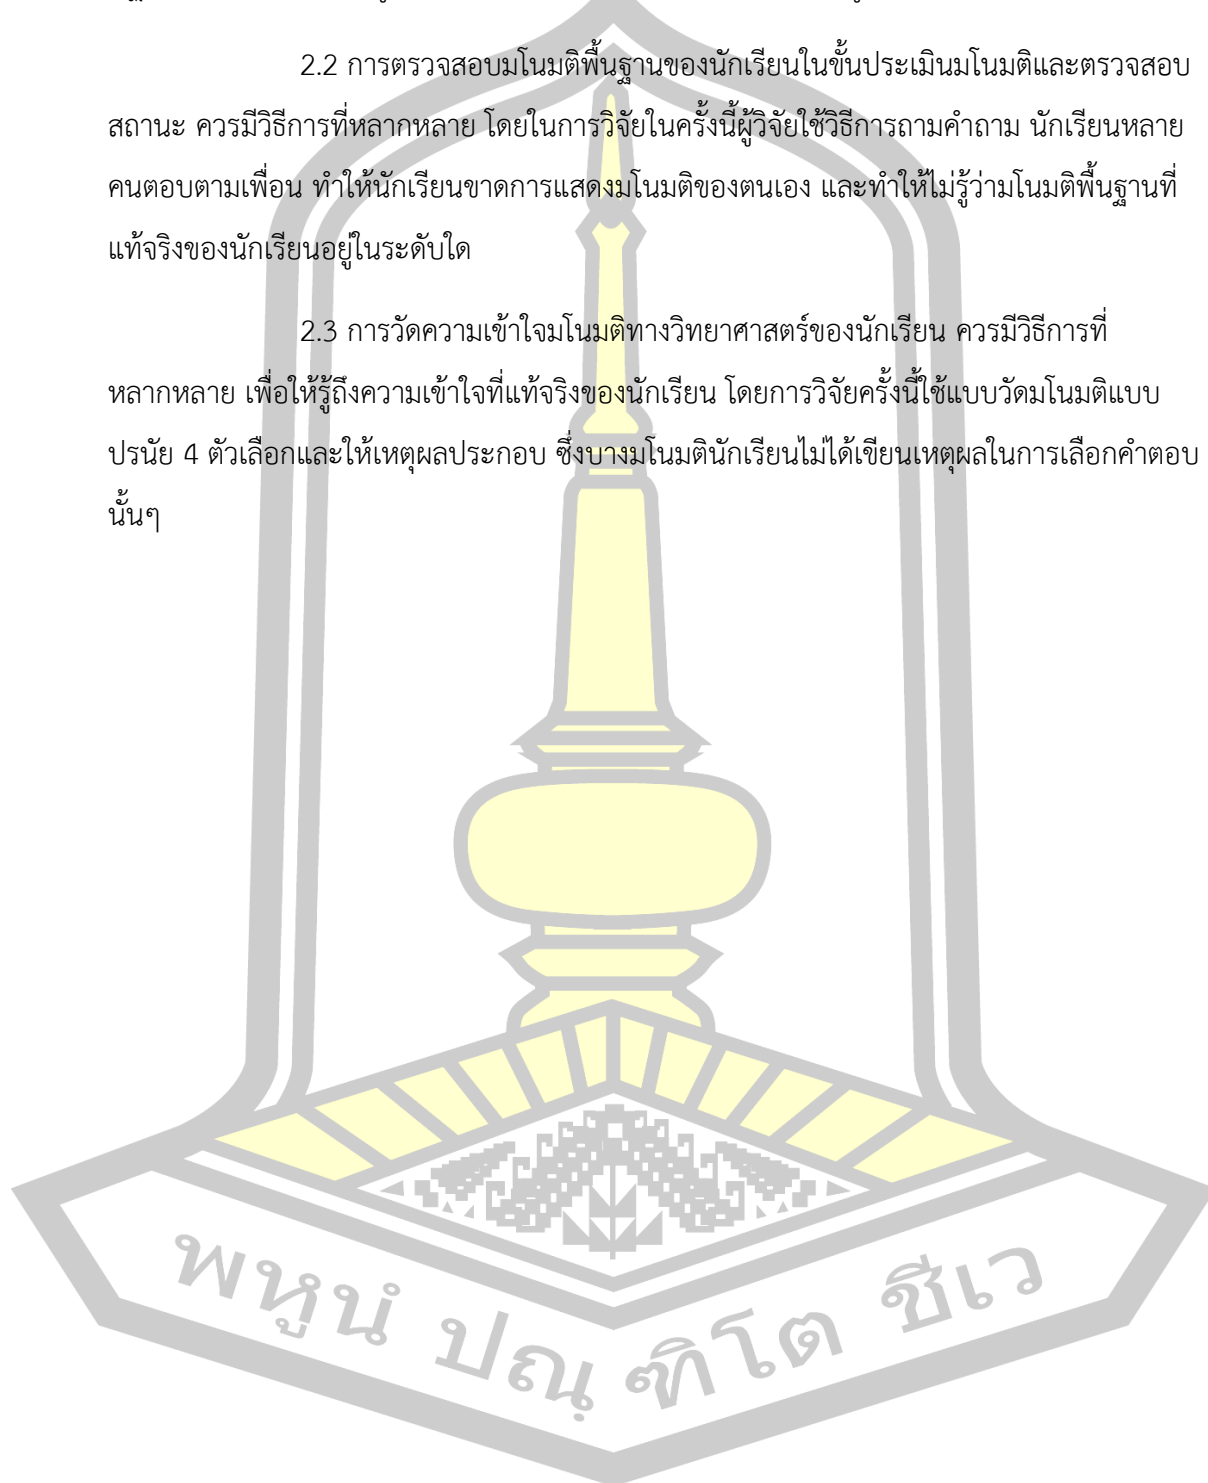 2.2 การตรวจสอบมโนมติพื้นฐานของนักเรียนในขั้นประเมินมโนมติและตรวจสอบ
สถานะ ควรมีวิธีการที่หลากหลาย โดยในการวิจัยในครั้งนี้ผู้วิจัยใช้วิธีการถามคำถาม นักเรียนหลาย
คนตอบตามเพื่อน ทำให้นักเรียนขาดการแสดงมโนมติของตนเอง และทำให้ไม่รู้ว่ามโนมติพื้นฐานที่
แท้จริงของนักเรียนอยู่ในระดับใด
2.3 การวัดความเข้าใจมโนมติทางวิทยาศาสตร์ของนักเรียน ควรมีวิธีการที่
หลากหลาย เพื่อให้รู้ถึงความเข้าใจที่แท้จริงของนักเรียน โดยการวิจัยครั้งนี้ใช้แบบวัดมโนมติแบบ
ปรนัย 4 ตัวเลือกและให้เหตุผลประกอบ ซึ่งบางมโนมตินักเรียนไม่ได้เขียนเหตุผลในการเลือกคำตอบ
นั้นๆ
พหูนํ ปณฺฑิโต ชีเว